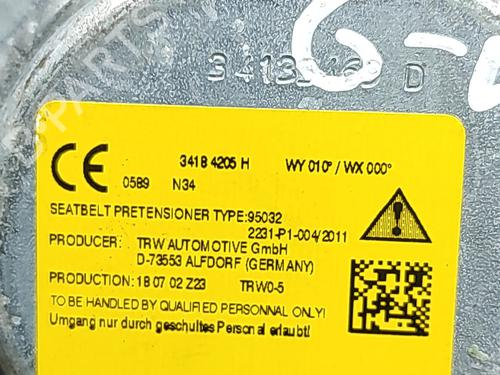 CE
3418 4205 H WY 010° / WX 000°
0589 N34
SEATBELT PRETENSIONER TYPE:95032
2231-P1-004/2011
PRODUCER: TRW AUTOMOTIVE GmbH
D-73553 ALFDORF (GERMANY)
PRODUCTION: 18 07 02 Z23 TRW0-5
TO BE HANDLED BY QUALIFIED PERSONNAL ONLY!
Umgang nur durch geschultes Personal erlaubt!